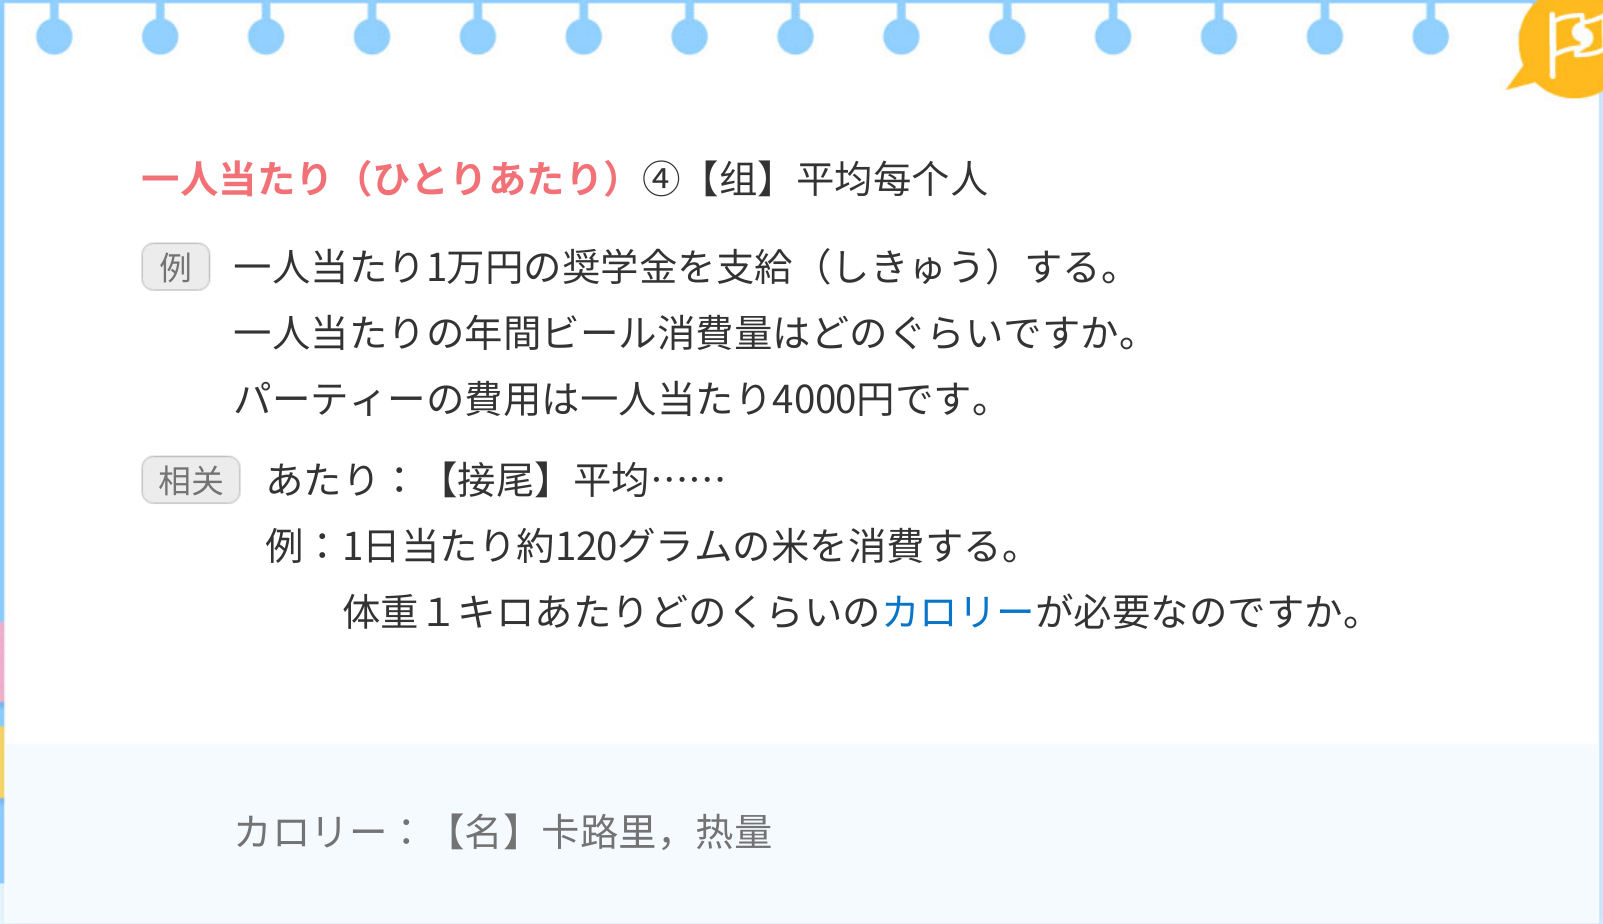 一人当たり（ひとりあたり）④【组】平均每个人
例 一人当たり1万円の奨学金を支給（しきゅう）する。
一人当たりの年間ビール消費量はどのぐらいですか。
パーティーの費用は一人当たり4000円です。
相关 あたり：【接尾】平均……
例：1日当たり約120グラムの米を消費する。
体重１キロあたりどのくらいのカロリーが必要なのですか。
カロリー：【名】卡路里，热量